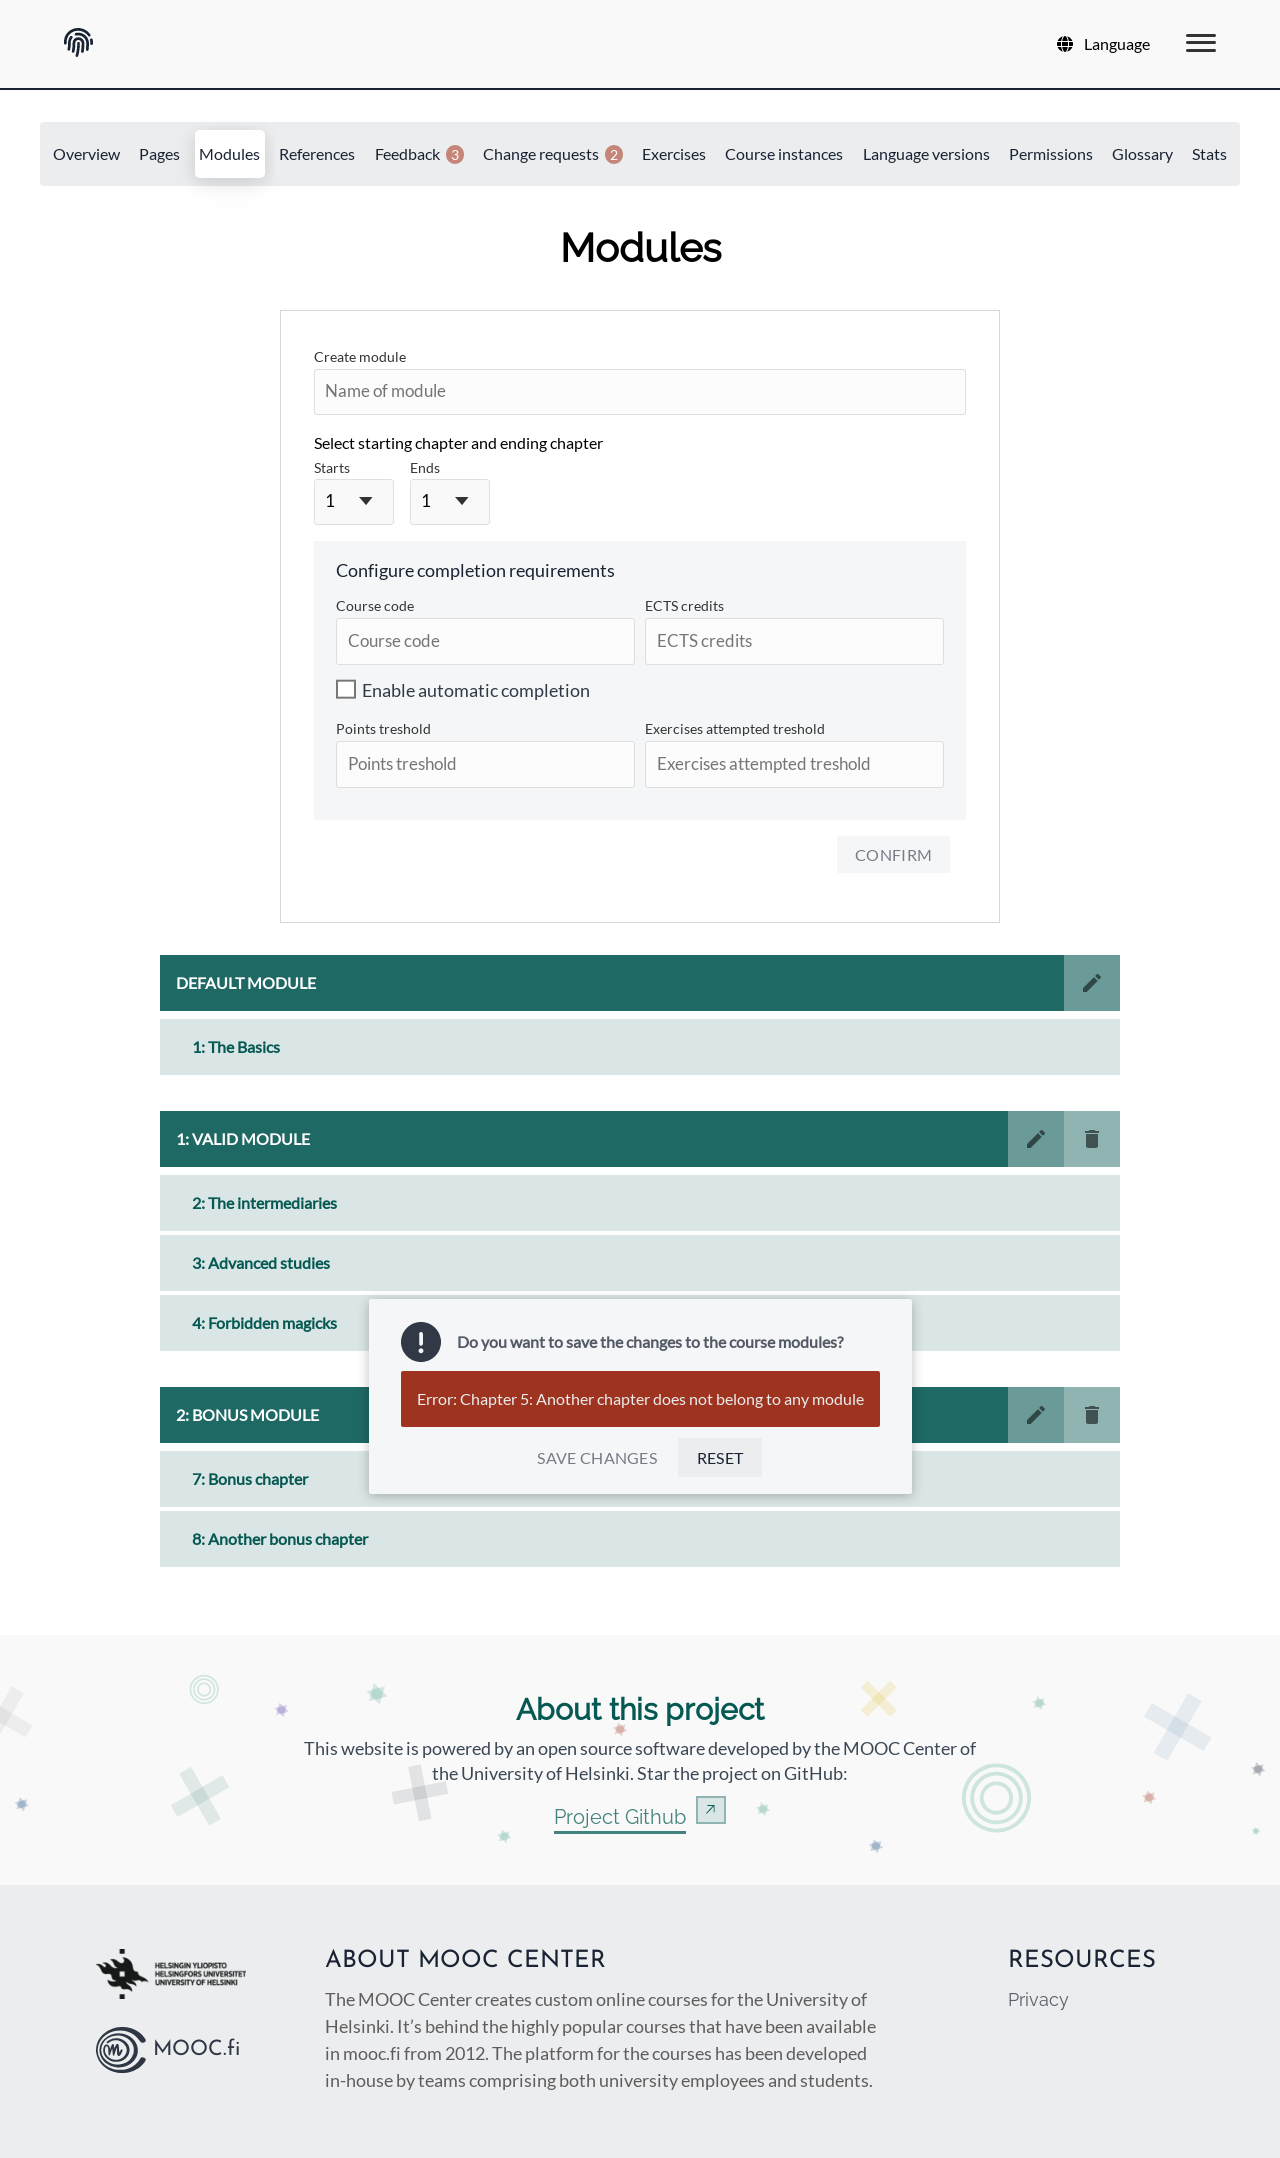 Language
Overview Pages Modules References Feedback 3 Change requests 2 Exercises Course instances Language versions Permissions Glossary Stats
Modules
Create module
Name of module
Select starting chapter and ending chapter
Starts Ends
1 1
Configure completion requirements
Course code ECTS credits
Course code ECTS credits
Enable automatic completion
Points treshold Exercises attempted treshold
Points treshold Exercises attempted treshold
CONFIRM
DEFAULT MODULE
1: The Basics
1: VALID MODULE
2: The intermediaries
3: Advanced studies
4: Forbidden magicks
Do you want to save the changes to the course modules?
Error: Chapter 5: Another chapter does not belong to any module
SAVE CHANGES RESET
2: BONUS MODULE
7: Bonus chapter
8: Another bonus chapter
About this project
This website is powered by an open source software developed by the MOOC Center of
the University of Helsinki. Star the project on GitHub:
Project Github
HELSINGIN YLIOPISTO
HELSINGFORS UNIVERSITET
UNIVERSITY OF HELSINKI
MOOC.fi
ABOUT MOOC CENTER
The MOOC Center creates custom online courses for the University of
Helsinki. It’s behind the highly popular courses that have been available
in mooc.fi from 2012. The platform for the courses has been developed
in-house by teams comprising both university employees and students.
RESOURCES
Privacy